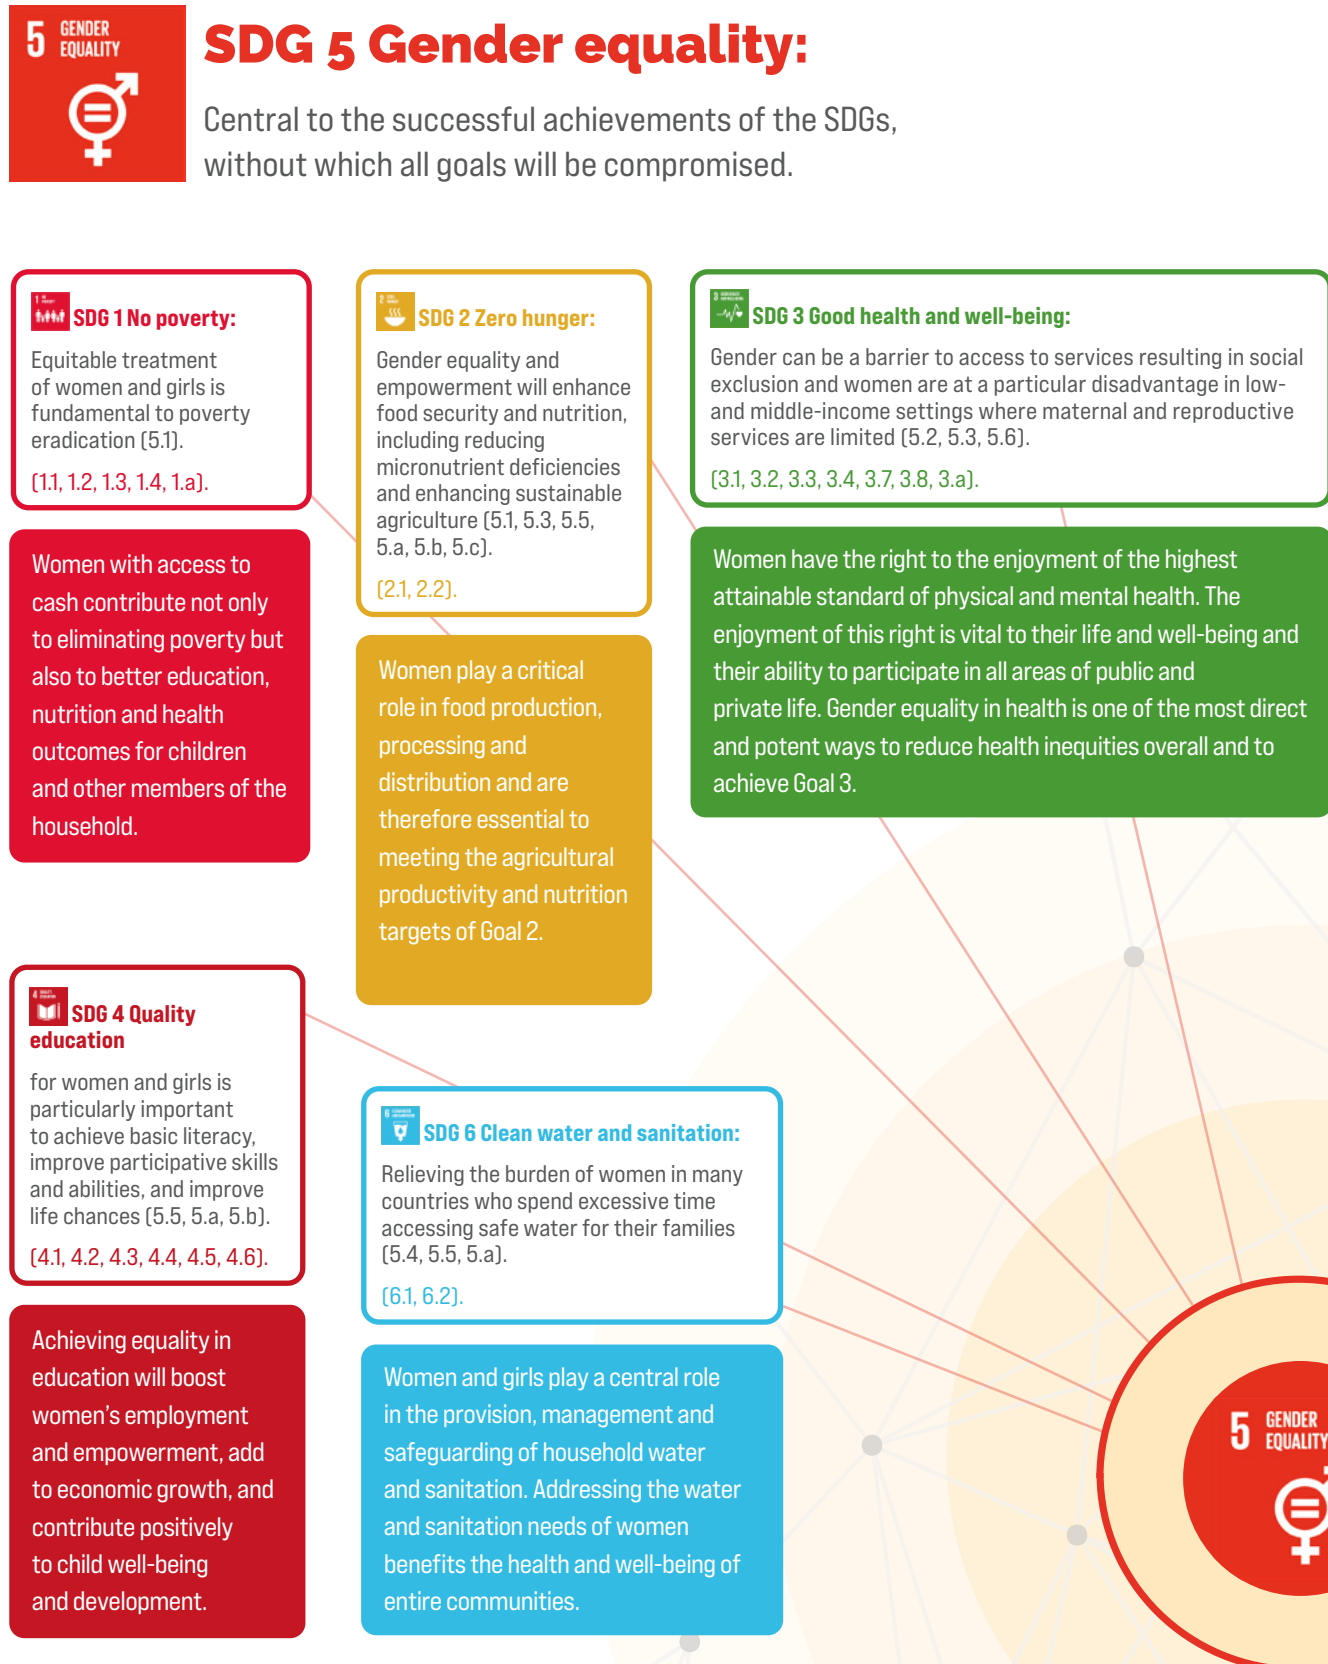 5 GENDER
EQUALITY
SDG 5 Gender equality:
Central to the successful achievements of the SDGs,
without which all goals will be compromised.
SDG 1 No poverty:
Equitable treatment
of women and girls is
fundamental to poverty
eradication (5.1).
(1.1, 1.2, 1.3, 1.4, 1.a).
Women with access to
cash contribute not only
to eliminating poverty but
also to better education,
nutrition and health
outcomes for children
and other members of the
household.
SDG 2 Zero hunger:
Gender equality and
empowerment will enhance
food security and nutrition,
including reducing
micronutrient deficiencies
and enhancing sustainable
agriculture (5.1, 5.3, 5.5,
5.a, 5.b, 5.c).
(2.1, 2.2).
Women play a critical
role in food production,
processing and
distribution and are
therefore essential to
meeting the agricultural
productivity and nutrition
targets of Goal 2.
SDG 3 Good health and well-being:
Gender can be a barrier to access to services resulting in social
exclusion and women are at a particular disadvantage in low-
and middle-income settings where maternal and reproductive
services are limited (5.2, 5.3, 5.6).
(3.1, 3.2, 3.3, 3.4, 3.7, 3.8, 3.a).
Women have the right to the enjoyment of the highest
attainable standard of physical and mental health. The
enjoyment of this right is vital to their life and well-being and
their ability to participate in all areas of public and
private life. Gender equality in health is one of the most direct
and potent ways to reduce health inequities overall and to
achieve Goal 3.
SDG 4 Quality
education
for women and girls is
particularly important
to achieve basic literacy,
improve participative skills
and abilities, and improve
life chances (5.5, 5.a, 5.b).
(4.1, 4.2, 4.3, 4.4, 4.5, 4.6).
Achieving equality in
education will boost
women's employment
and empowerment, add
to economic growth, and
contribute positively
to child well-being
and development.
SDG 6 Clean water and sanitation:
Relieving the burden of women in many
countries who spend excessive time
accessing safe water for their families
(5.4, 5.5, 5.a).
(6.1, 6.2).
Women and girls play a central role
in the provision, management and
safeguarding of household water
and sanitation. Addressing the water
and sanitation needs of women
benefits the health and well-being of
entire communities.
5 GENDER
EQUALITY